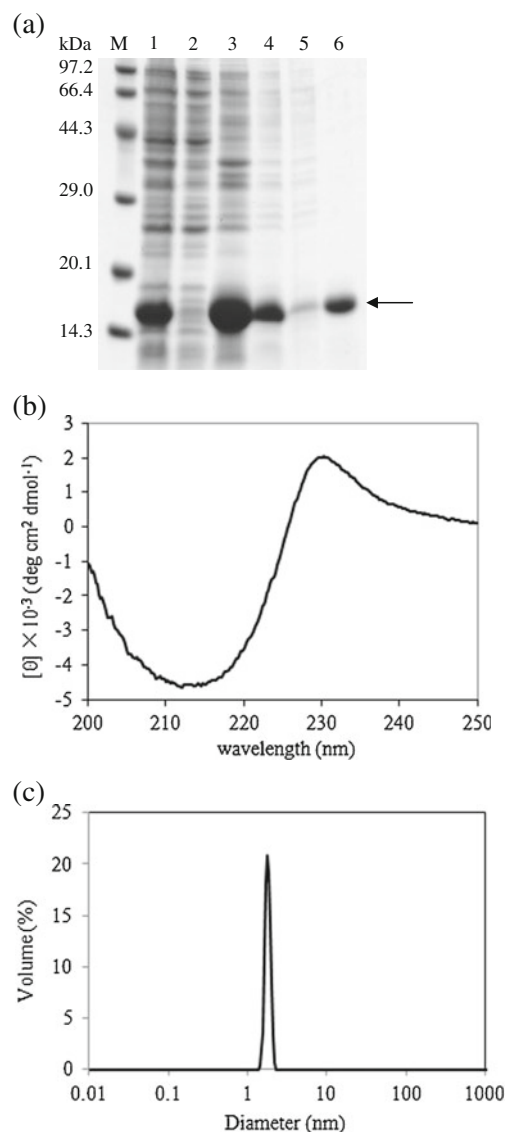 (a)
kDa M 1 2 3 4 5 6
97.2
66.4
44.3
29.0
20.1
14.3
(b)
3
2
1
0
-1
-2
-3
-4
-5
[θ] × 10-3 (deg cm2 dmol-1)
200 210 220 230 240 250
wavelength (nm)
(c)
25
20
15
10
5
0
Volume (%)
0.01 0.1 1 10 100 1000
Diameter (nm)